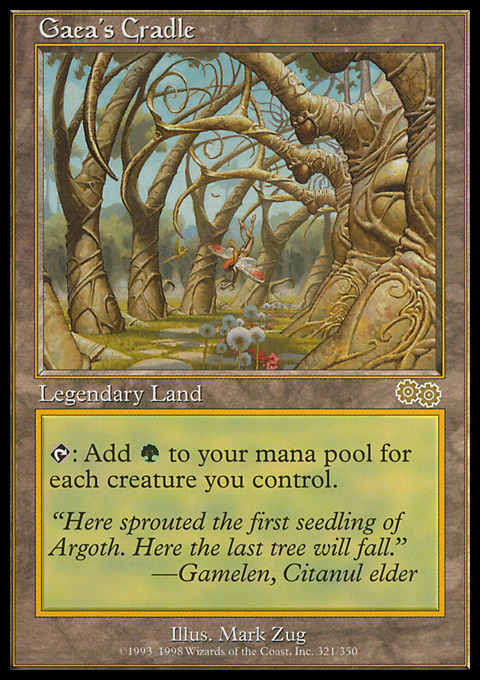 Gaea's Cradle
Legendary Land
: Add to your mana pool for
each creature you control.
“Here sprouted the first seedling of
Argoth. Here the last tree will fall.”
—Gamelen, Citanul elder
Illus. Mark Zug
©1993–1998 Wizards of the Coast, Inc. 321/350